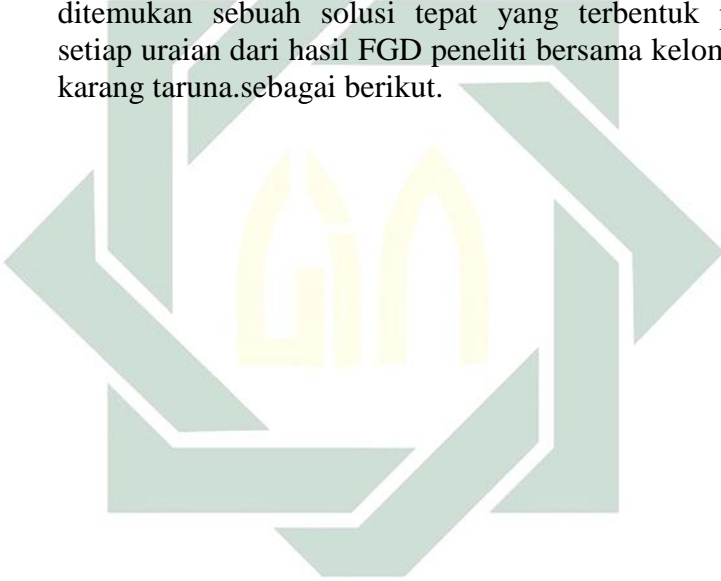 ditemukan sebuah solusi tepat yang terbentuk
setiap uraian dari hasil FGD peneliti bersama
karang taruna.sebagai berikut.